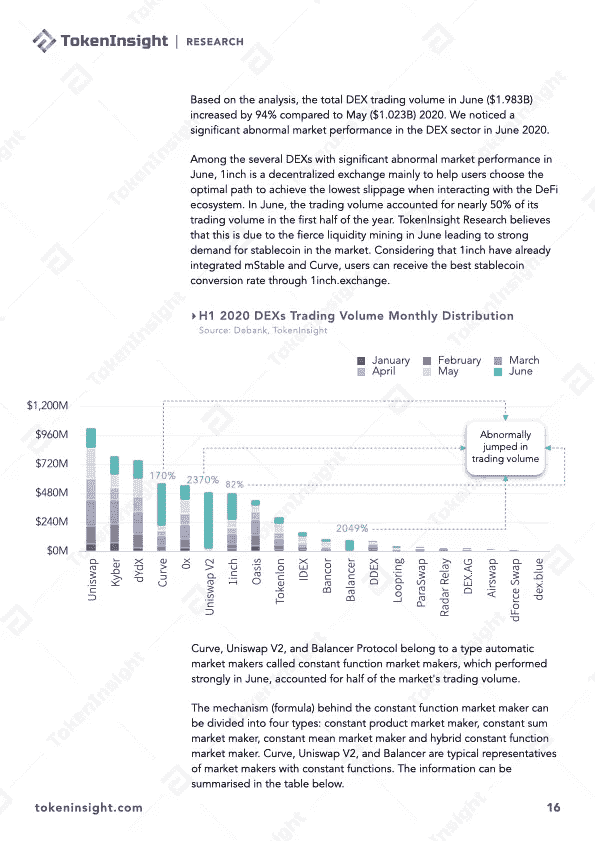 TokenInsight | RESEARCH
Based on the analysis, the total DEX trading volume in June ($1.983B)
increased by 94% compared to May ($1.023B) 2020. We noticed a
significant abnormal market performance in the DEX sector in June 2020.
Among the several DEXs with significant abnormal market performance in
June, 1inch is a decentralized exchange mainly to help users choose the
optimal path to achieve the lowest slippage when interacting with the DeFi
ecosystem. In June, the trading volume accounted for nearly 50% of its
trading volume in the first half of the year. TokenInsight Research believes
that this is due to the fierce liquidity mining in June leading to strong
demand for stablecoin in the market. Considering that 1inch have already
integrated mStable and Curve, users can receive the best stablecoin
conversion rate through 1inch.exchange.
H1 2020 DEXs Trading Volume Monthly Distribution
Source: Debank, TokenInsight
January February March
April May June
$1,200M
$960M
$720M
$480M
$240M
$0M
170%
2370%
82%
2049%
Abnormally
jumped in
trading volume
Uniswap
Kyber
dYdX
Curve
0x
Uniswap V2
1inch
Oasis
Tokenlon
IDEX
Bancor
Balancer
DDEX
Loopring
ParaSwap
Radar Relay
DEX.AG
Airswap
dForce Swap
dex.blue
Curve, Uniswap V2, and Balancer Protocol belong to a type automatic
market makers called constant function market makers, which performed
strongly in June, accounted for half of the market's trading volume.
The mechanism (formula) behind the constant function market maker can
be divided into four types: constant product market maker, constant sum
market maker, constant mean market maker and hybrid constant function
market maker. Curve, Uniswap V2, and Balancer are typical representatives
of market makers with constant functions. The information can be
summarised in the table below.
tokeninsight.com
16